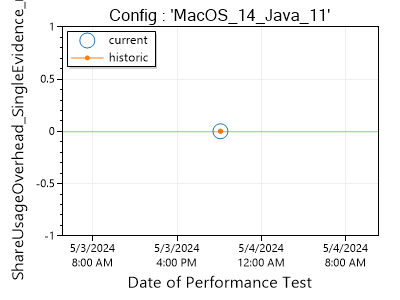 Config : 'MacOS_14_Java_11'
ShareUsageOverhead_SingleEvidence_
current
historic
1
0.5
0
-0.5
-1
5/3/2024 5/3/2024 5/4/2024 5/4/2024
8:00 AM 4:00 PM 12:00 AM 8:00 AM
Date of Performance Test